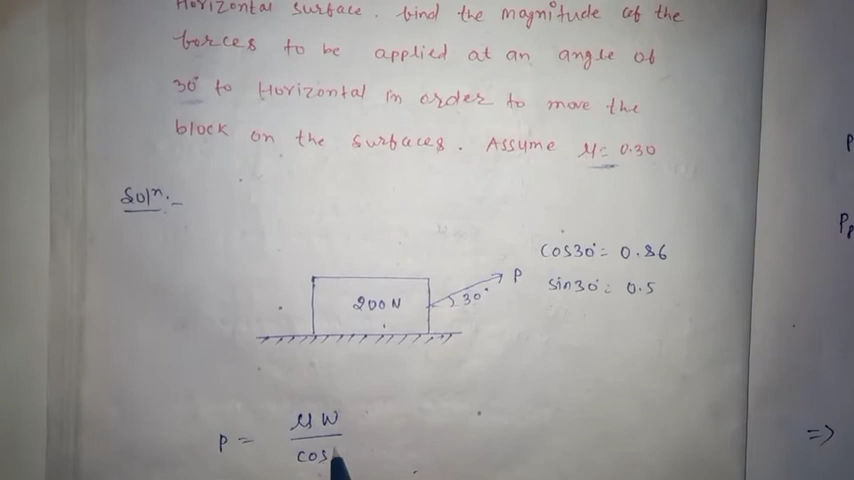 Horizontal surface. find the magnitude of the
forces to be applied at an angle of
30° to Horizontal in order to move the
block on the surfaces. Assume μ= 0.30
Soln:-
cos30° = 0.86
sin30° = 0.5
P
30°
200N
P = μW
cos
=>
P
Pp